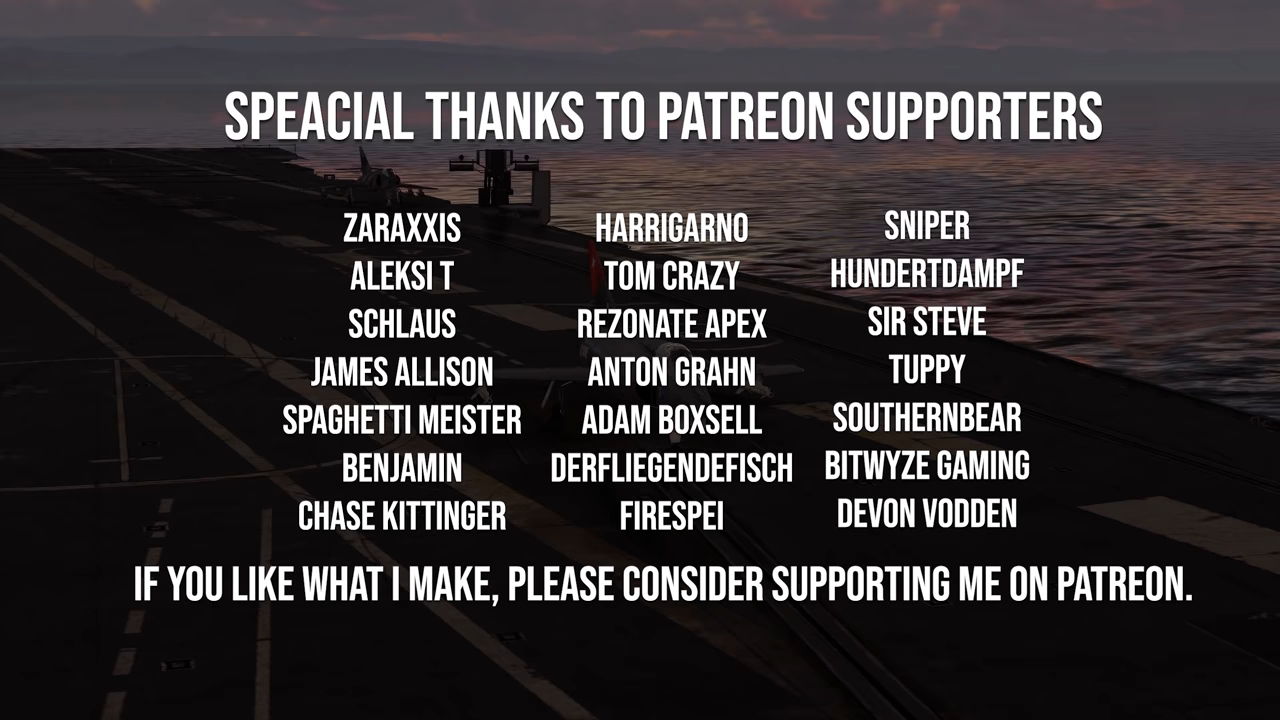 SPEACIAL THANKS TO PATREON SUPPORTERS
ZARAXXIS
ALEKSI T
SCHLAUS
JAMES ALLISON
SPAGHETTI MEISTER
BENJAMIN
CHASE KITTINGER
HARRIGARNO
TOM CRAZY
REZONATE APEX
ANTON GRAHN
ADAM BOXSELL
DERFLIEGENDEFISCH
FIRESPEI
SNIPER
HUNDERTDAMPF
SIR STEVE
TUPPY
SOUTHERNBEAR
BITWYZE GAMING
DEVON VODDEN
IF YOU LIKE WHAT I MAKE, PLEASE CONSIDER SUPPORTING ME ON PATREON.